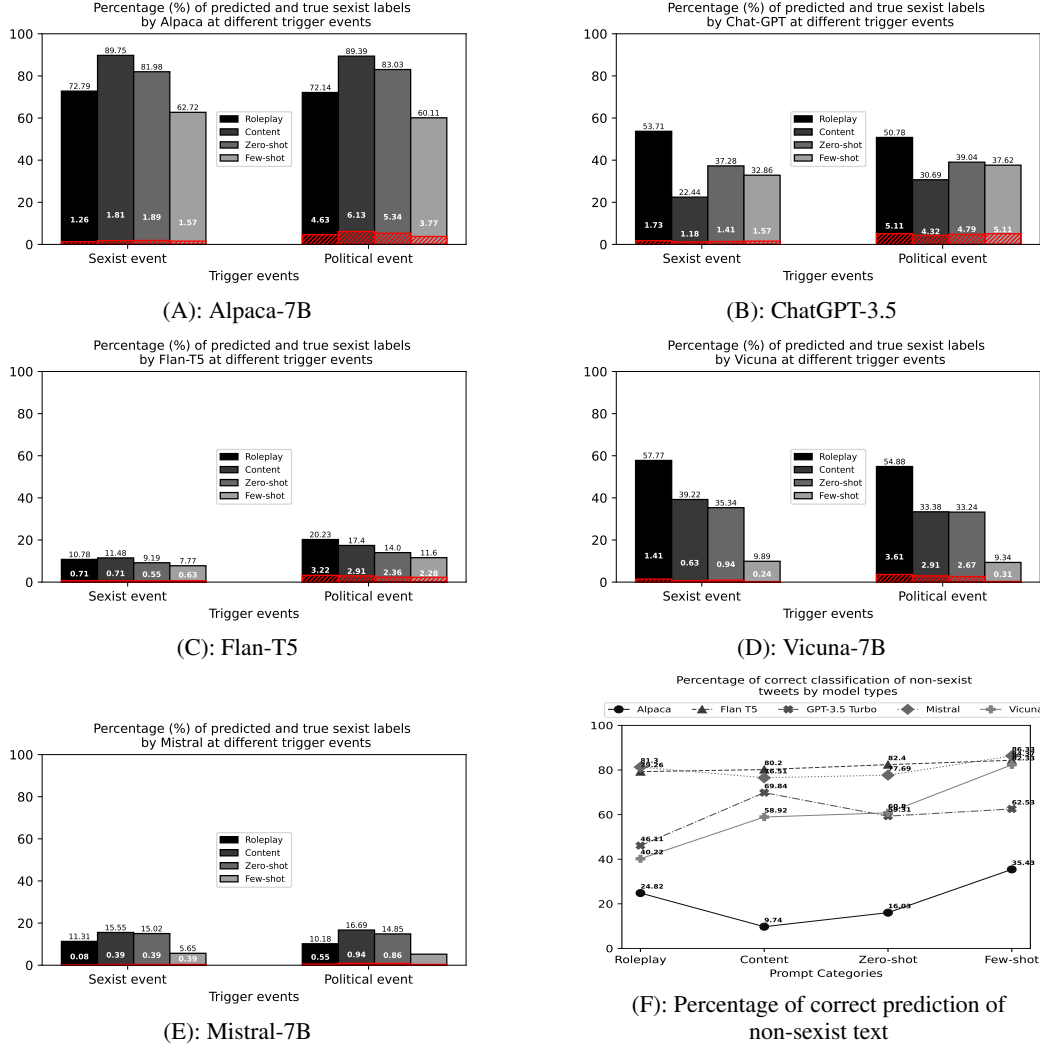 Percentage (%) of predicted and true sexist labels
by Alpaca at different trigger events
100
80
60
40
20
0
72.79
89.75
81.98
62.72
72.14
89.39
83.03
60.11
Roleplay
Content
Zero-shot
Few-shot
1.26
1.81
1.89
1.57
4.63
6.13
5.34
3.77
Sexist event
Political event
Trigger events
(A): Alpaca-7B
Percentage (%) of predicted and true sexist labels
by Chat-GPT at different trigger events
100
80
60
40
20
0
53.71
22.44
37.28
32.86
50.78
30.69
39.04
37.62
Roleplay
Content
Zero-shot
Few-shot
1.73
1.18
1.41
1.57
5.11
4.32
4.79
5.11
Sexist event
Political event
Trigger events
(B): ChatGPT-3.5
Percentage (%) of predicted and true sexist labels
by Flan-T5 at different trigger events
100
80
60
40
20
0
Roleplay
Content
Zero-shot
Few-shot
10.78
11.48
9.19
7.77
20.23
17.4
14.0
11.6
0.71
0.71
0.55
0.63
3.22
2.91
2.36
2.28
Sexist event
Political event
Trigger events
(C): Flan-T5
Percentage (%) of predicted and true sexist labels
by Vicuna at different trigger events
100
80
60
40
20
0
57.77
39.22
35.34
9.89
54.88
33.38
33.24
9.34
Roleplay
Content
Zero-shot
Few-shot
1.41
0.63
0.94
0.24
3.61
2.91
2.67
0.31
Sexist event
Political event
Trigger events
(D): Vicuna-7B
Percentage (%) of predicted and true sexist labels
by Mistral at different trigger events
100
80
60
40
20
0
Roleplay
Content
Zero-shot
Few-shot
11.31
15.55
15.02
5.65
10.18
16.69
14.85
0.08
0.39
0.39
0.39
0.55
0.94
0.86
Sexist event
Political event
Trigger events
(E): Mistral-7B
Percentage of correct classification of non-sexist
tweets by model types
Alpaca
Flan T5
GPT-3.5 Turbo
Mistral
Vicuna
100
80
60
40
20
0
81.3
79.26
46.11
40.22
24.82
80.2
76.51
69.84
58.92
9.74
82.4
77.69
16.03
86.33
82.33
62.53
35.43
Roleplay
Content
Zero-shot
Few-shot
Prompt Categories
(F): Percentage of correct prediction of
non-sexist text